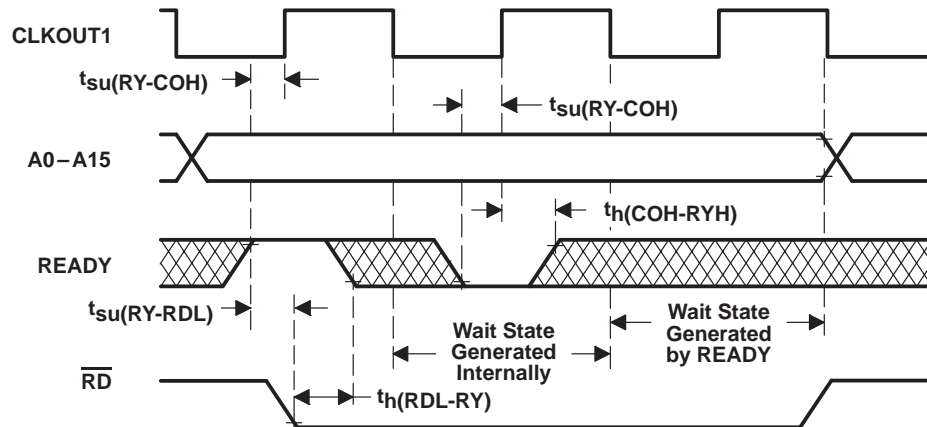 CLKOUT1
tsu(RY-COH)
tsu(RY-COH)
A0–A15
th(COH-RYH)
READY
tsu(RY-RDL)
Wait State
Generated
Internally
Wait State
Generated
by READY
RD
th(RDL-RY)